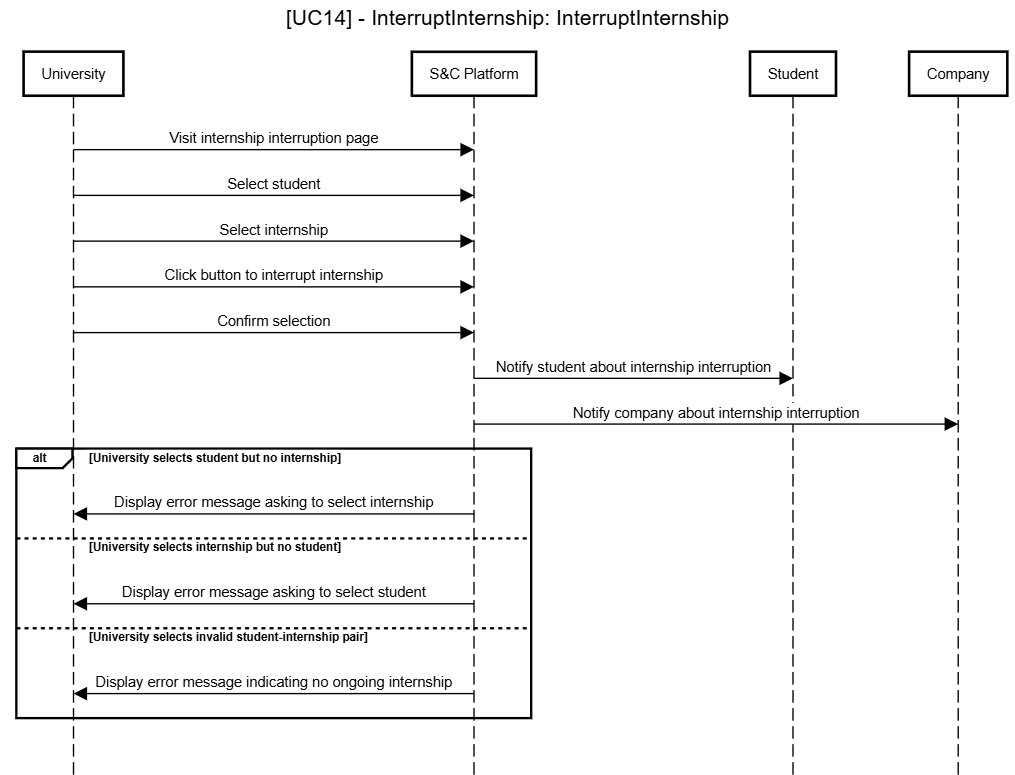 [UC14] - InterruptInternship: InterruptInternship
University
S&C Platform
Student
Company
Visit internship interruption page
Select student
Select internship
Click button to interrupt internship
Confirm selection
Notify student about internship interruption
Notify company about internship interruption
alt
[University selects student but no internship]
Display error message asking to select internship
[University selects internship but no student]
Display error message asking to select student
[University selects invalid student-internship pair]
Display error message indicating no ongoing internship